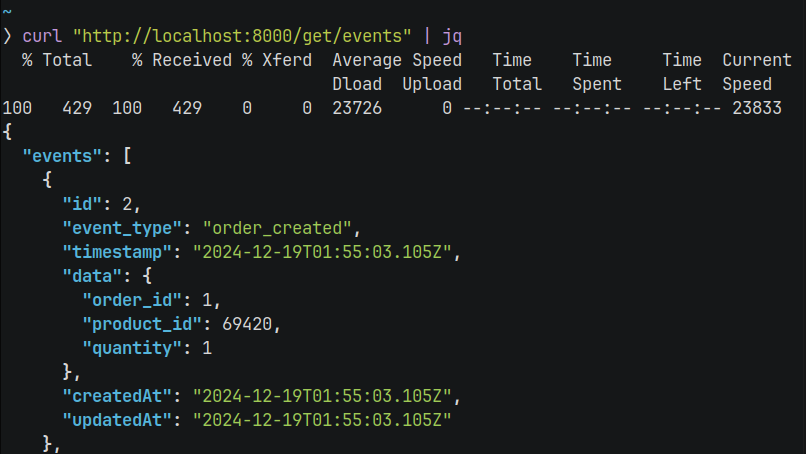 ~
❯ curl "http://localhost:8000/get/events" | jq
  % Total    % Received % Xferd  Average Speed   Time    Time     Time  Current
                                 Dload  Upload   Total   Spent    Left  Speed
100   429  100   429    0     0  23726      0 --:--:-- --:--:-- --:--:-- 23833
{
  "events": [
    {
      "id": 2,
      "event_type": "order_created",
      "timestamp": "2024-12-19T01:55:03.105Z",
      "data": {
        "order_id": 1,
        "product_id": 69420,
        "quantity": 1
      },
      "createdAt": "2024-12-19T01:55:03.105Z",
      "updatedAt": "2024-12-19T01:55:03.105Z"
    },